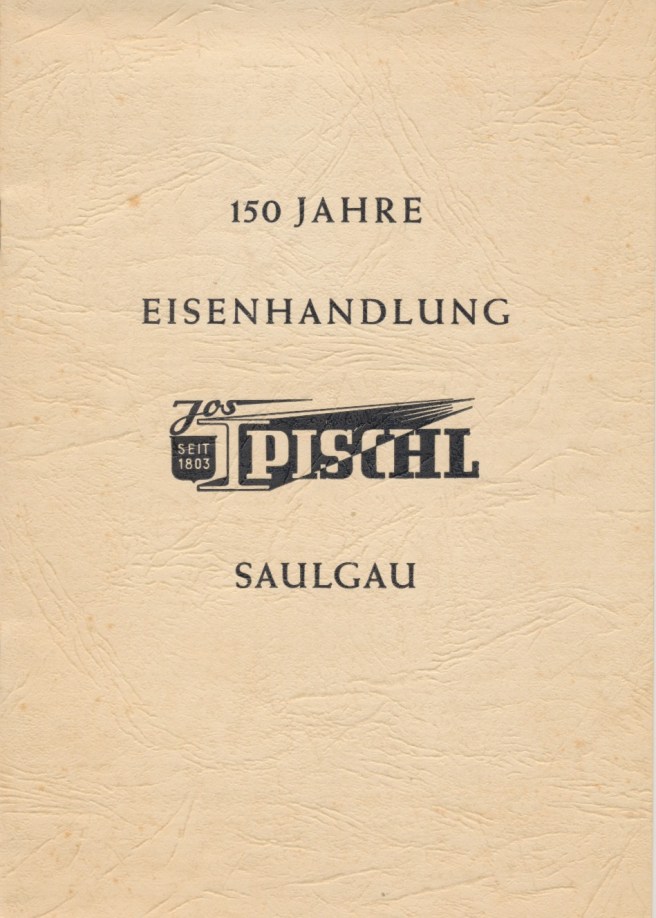 150 JAHRE
EISENHANDLUNG
Jos
SEIT
1803
PISCHL
SAULGAU